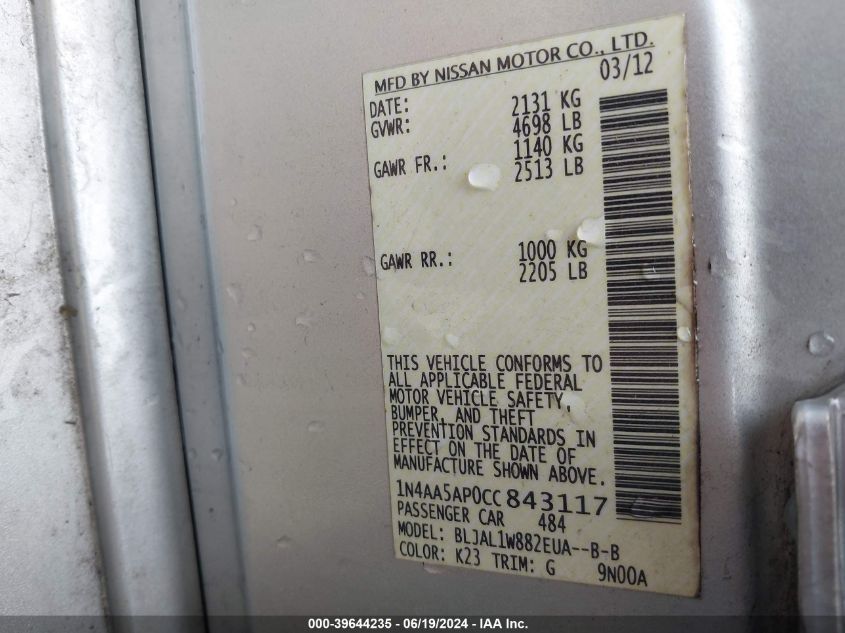 MFD BY NISSAN MOTOR CO., LTD.
DATE: 03/12
GVWR: 2131 KG
4698 LB
GAWR FR.: 1140 KG
2513 LB
GAWR RR.: 1000 KG
2205 LB
THIS VEHICLE CONFORMS TO
ALL APPLICABLE FEDERAL
MOTOR VEHICLE SAFETY,
BUMPER, AND THEFT
PREVENTION STANDARDS IN
EFFECT ON THE DATE OF
MANUFACTURE SHOWN ABOVE.
1N4AA5AP0CC843117
PASSENGER CAR 484
MODEL: BLJAL1W882EUA--B-B
COLOR: K23 TRIM: G 9N00A
000-39644235 - 06/19/2024 - IAA Inc.